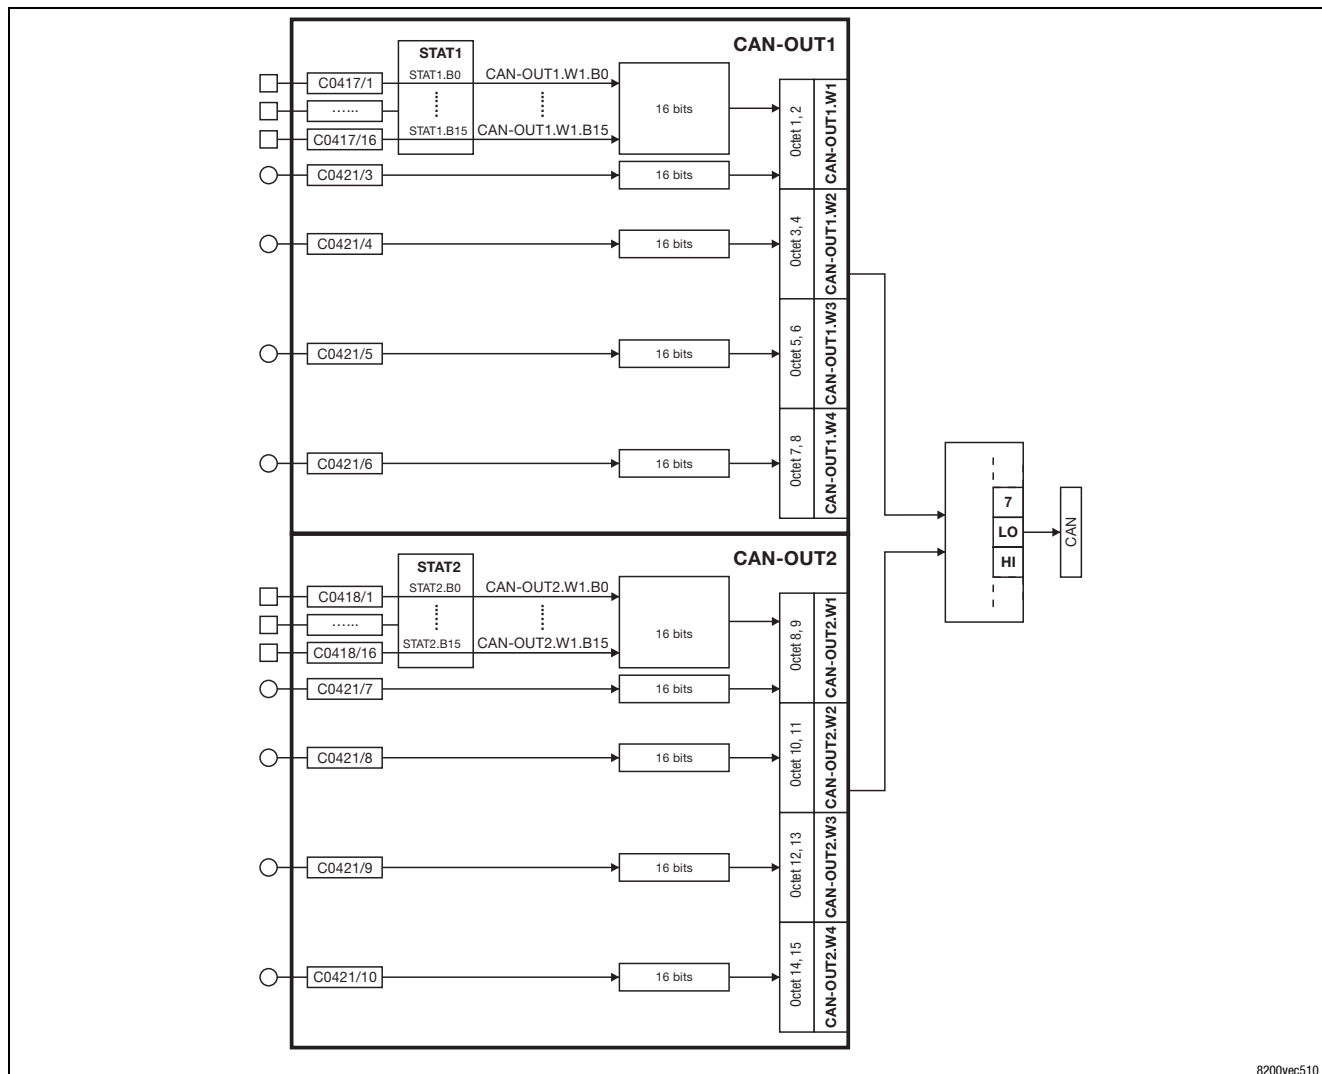 CAN-OUT1
STAT1
C0417/1
STAT1.B0
CAN-OUT1.W1.B0
......
16 bits
C0417/16
STAT1.B15
CAN-OUT1.W1.B15
Octet 1, 2
CAN-OUT1.W1
C0421/3
16 bits
C0421/4
16 bits
Octet 3, 4
CAN-OUT1.W2
C0421/5
16 bits
Octet 5, 6
CAN-OUT1.W3
C0421/6
16 bits
Octet 7, 8
CAN-OUT1.W4
7
LO
HI
CAN
CAN-OUT2
STAT2
C0418/1
STAT2.B0
CAN-OUT2.W1.B0
......
16 bits
C0418/16
STAT2.B15
CAN-OUT2.W1.B15
Octet 8, 9
CAN-OUT2.W1
C0421/7
16 bits
C0421/8
16 bits
Octet 10, 11
CAN-OUT2.W2
C0421/9
16 bits
Octet 12, 13
CAN-OUT2.W3
C0421/10
16 bits
Octet 14, 15
CAN-OUT2.W4
8200vec510